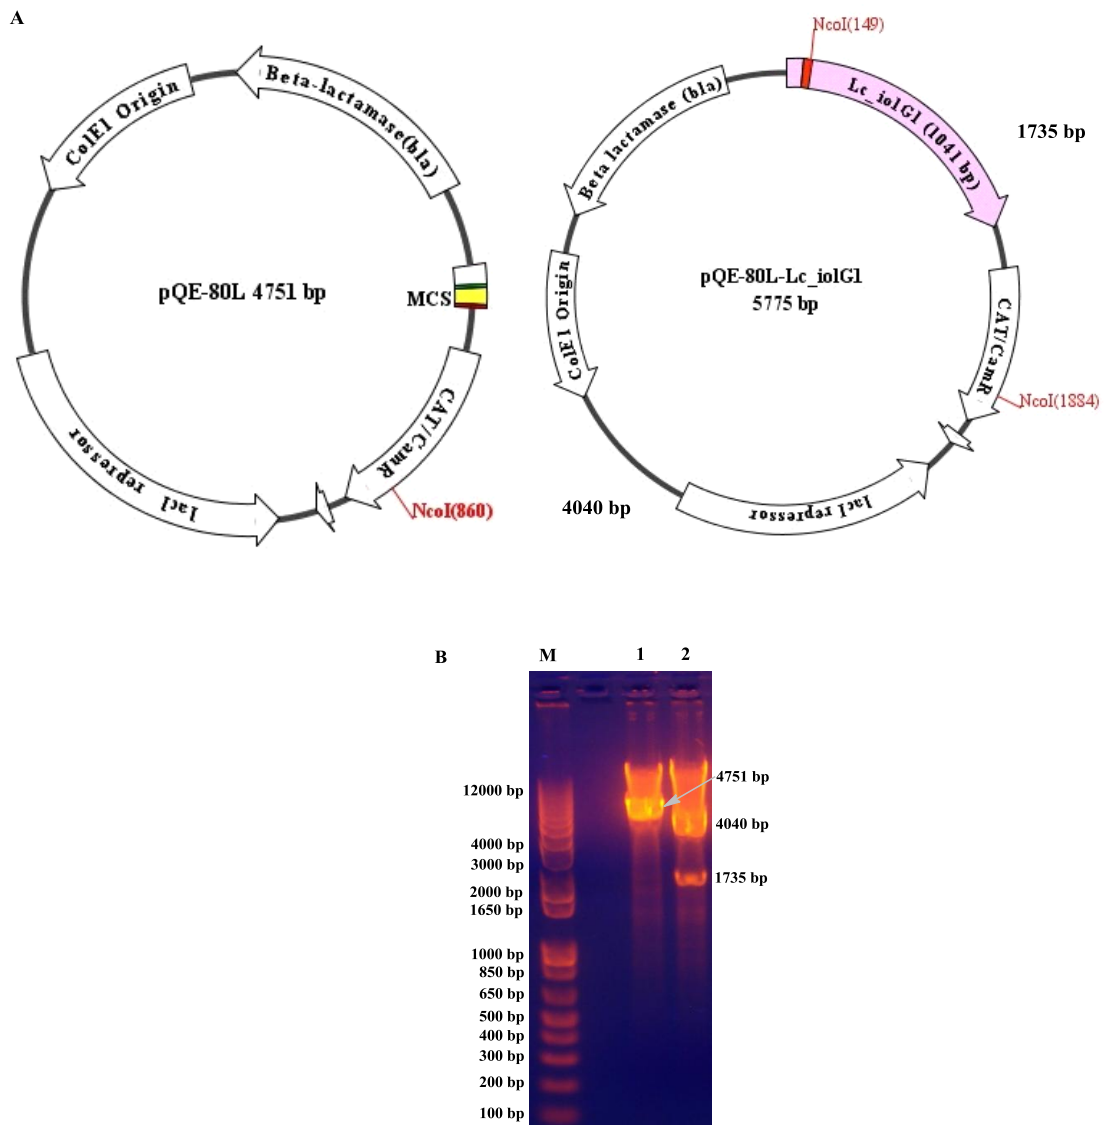 A
NcoI(149)
Beta-lactamase(bla)
ColE1 Origin
Beta lactamase (bla)
Lc_iolG1 (1041 bp)
1735 bp
pQE-80L 4751 bp
MCS
pQE-80L-Lc_iolG1
5775 bp
ColE1 Origin
CAT/CamR
CAT/CamR
NcoI(1884)
lacI repressor
NcoI(860)
4040 bp
lacI repressor
B
M
1
2
4751 bp
12000 bp
4040 bp
4000 bp
3000 bp
1735 bp
2000 bp
1650 bp
1000 bp
850 bp
650 bp
500 bp
400 bp
300 bp
200 bp
100 bp